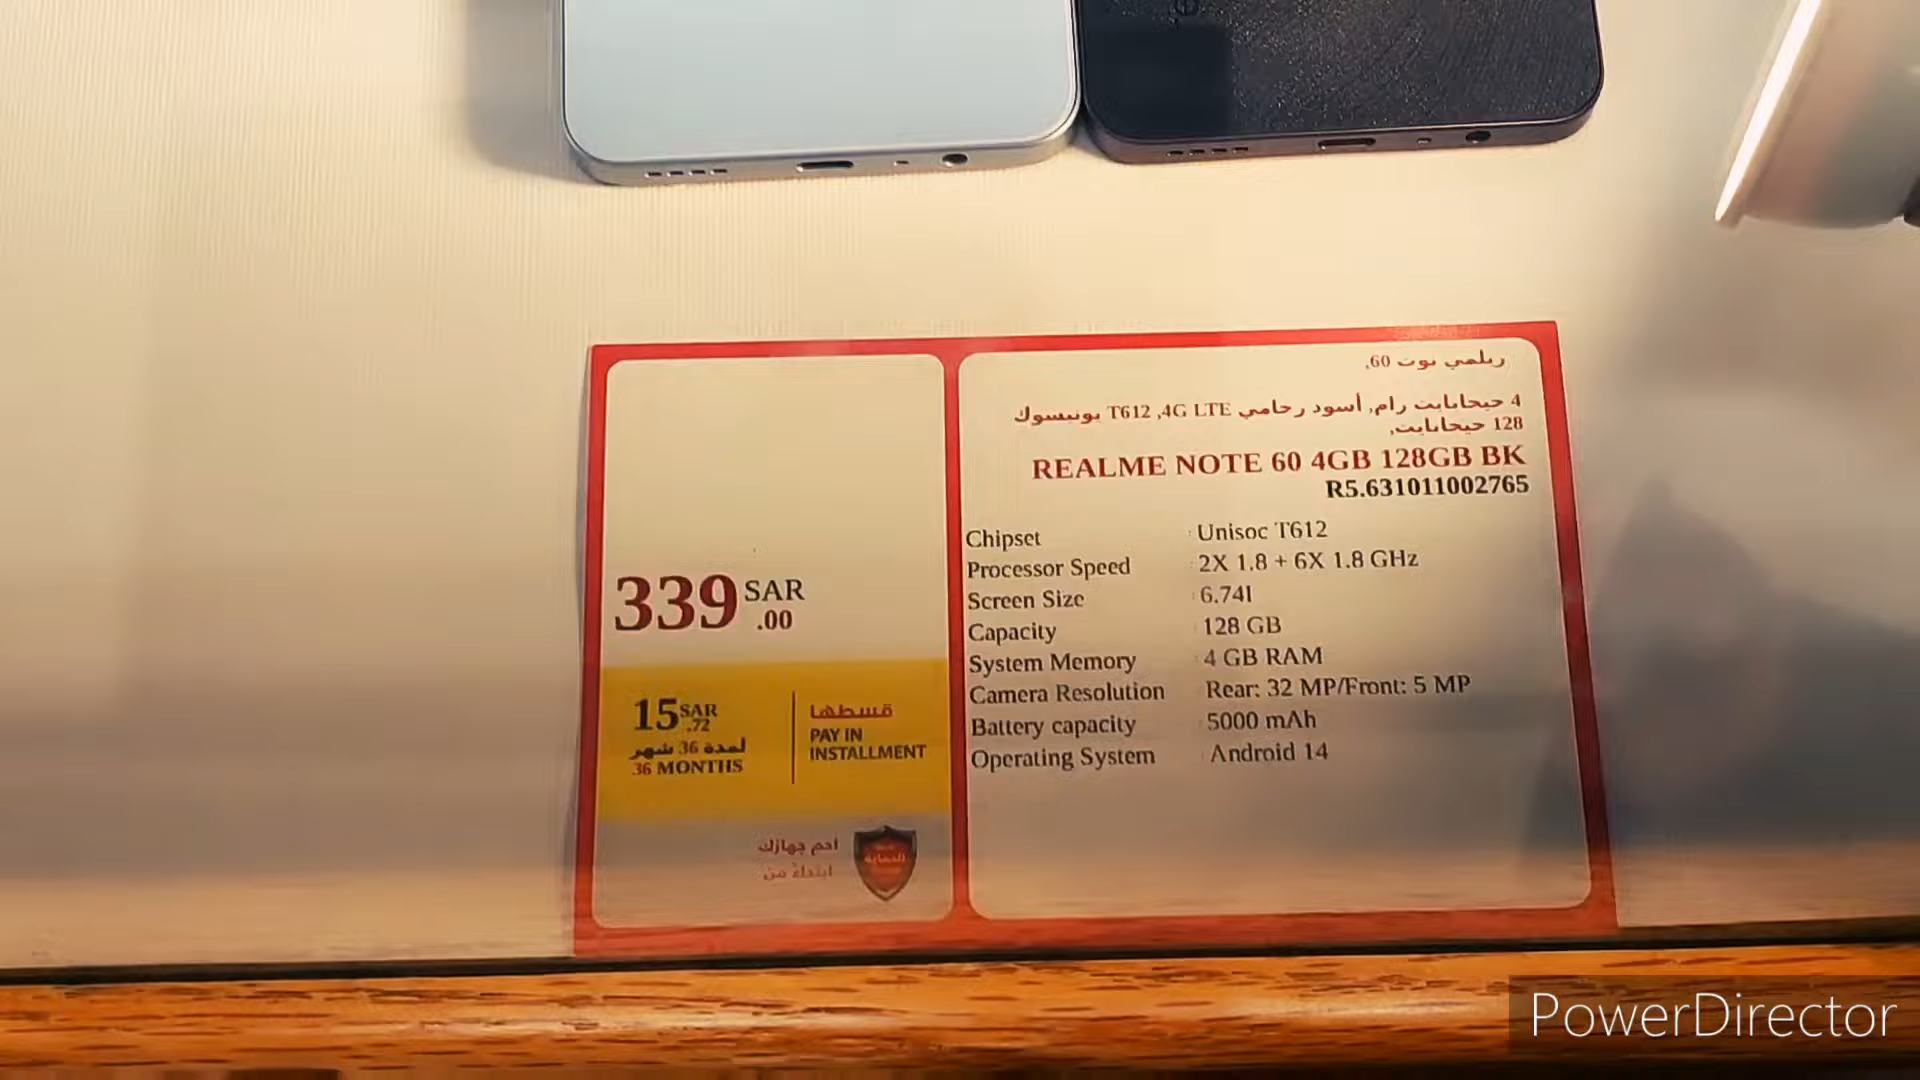 339 SAR .00
15 SAR .72
لمدة 36 شهر
36 MONTHS
قسطها
PAY IN
INSTALLMENT
احم جهازك
ابتداءً من
الحماية
ريلمي نوت 60,
4 جيجابايت رام, أسود رخامي 4G LTE, T612 يونيسوك
128 جيجابايت,
REALME NOTE 60 4GB 128GB BK
R5.631011002765
Chipset : Unisoc T612
Processor Speed : 2X 1.8 + 6X 1.8 GHz
Screen Size : 6.74I
Capacity : 128 GB
System Memory : 4 GB RAM
Camera Resolution : Rear: 32 MP/Front: 5 MP
Battery capacity : 5000 mAh
Operating System : Android 14
PowerDirector